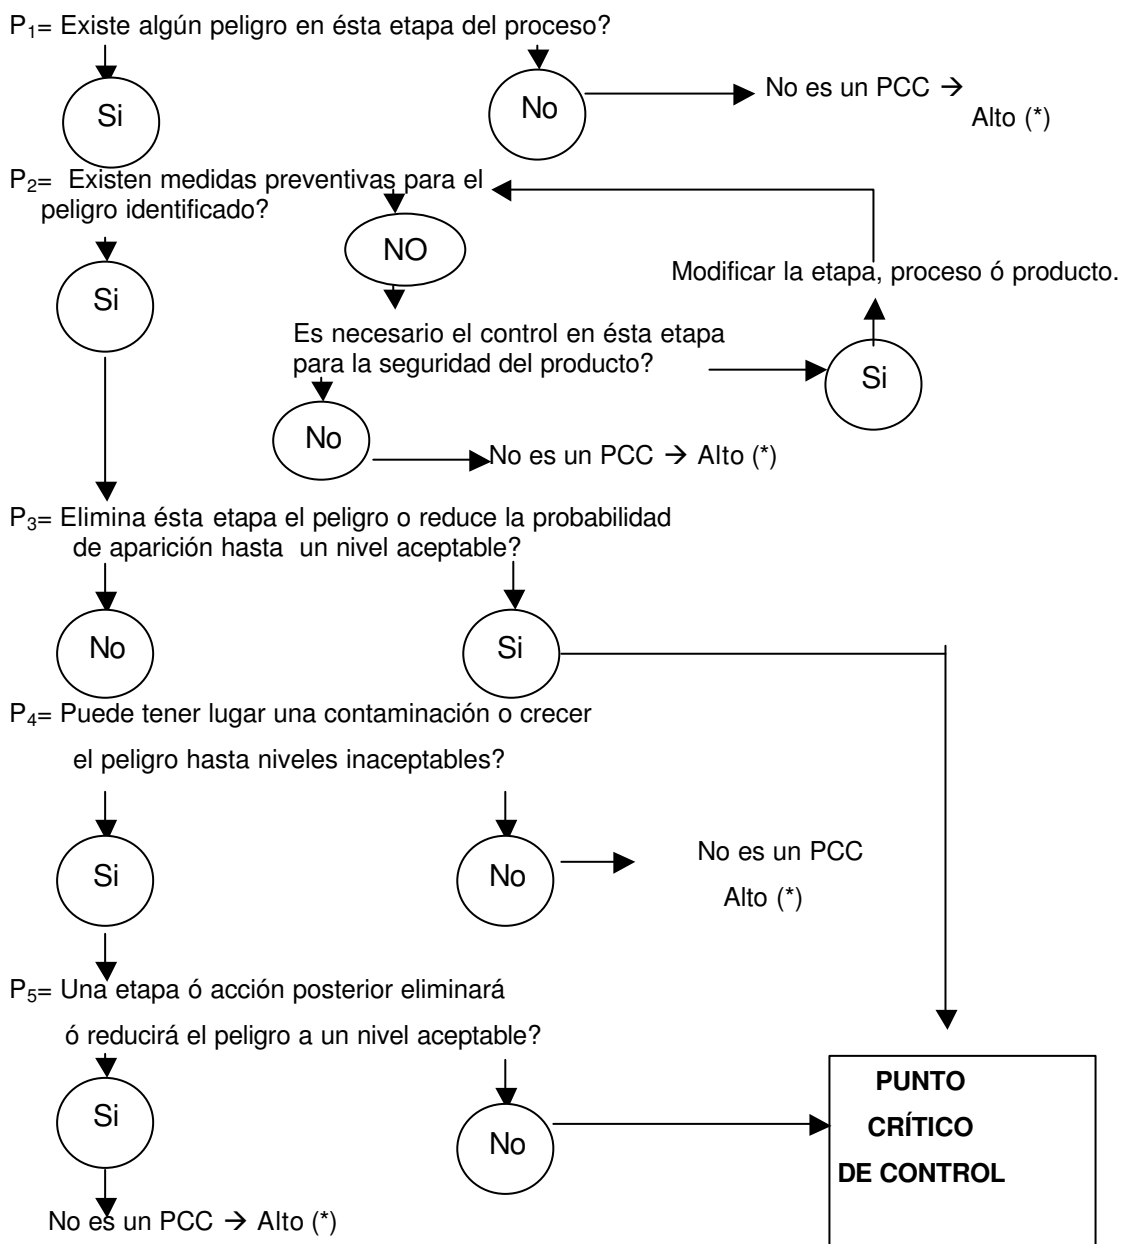 P₁= Existe algún peligro en ésta etapa del proceso?
Si
No
No es un PCC →
Alto (*)
P₂= Existen medidas preventivas para el
peligro identificado?
NO
Si
Modificar la etapa, proceso ó producto.
Es necesario el control en ésta etapa
para la seguridad del producto?
Si
No
No es un PCC → Alto (*)
P₃= Elimina ésta etapa el peligro o reduce la probabilidad
de aparición hasta un nivel aceptable?
No
Si
P₄= Puede tener lugar una contaminación o crecer
el peligro hasta niveles inaceptables?
Si
No
No es un PCC
Alto (*)
P₅= Una etapa ó acción posterior eliminará
ó reducirá el peligro a un nivel aceptable?
Si
No
PUNTO
CRÍTICO
DE CONTROL
No es un PCC → Alto (*)